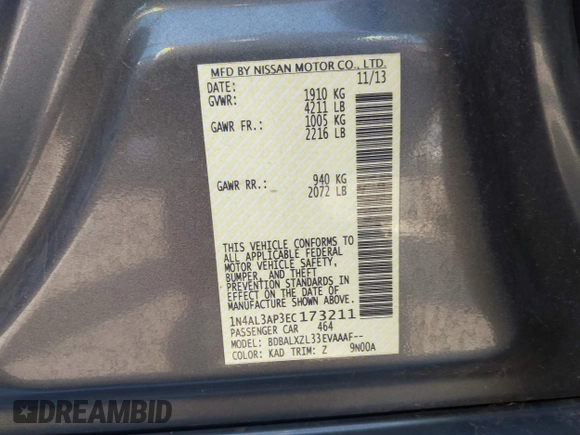 MFD BY NISSAN MOTOR CO., LTD.
DATE: 11/13
GVWR: 1910 KG
4211 LB
GAWR FR.: 1005 KG
2216 LB
GAWR RR.: 940 KG
2072 LB
THIS VEHICLE CONFORMS TO
ALL APPLICABLE FEDERAL
MOTOR VEHICLE SAFETY,
BUMPER, AND THEFT
PREVENTION STANDARDS IN
EFFECT ON THE DATE OF
MANUFACTURE SHOWN ABOVE.
1N4AL3AP3EC173211
PASSENGER CAR 464
MODEL: BDBALXZL33EVAAAF--
COLOR: KAD TRIM: Z 9N00A
DREAMBID